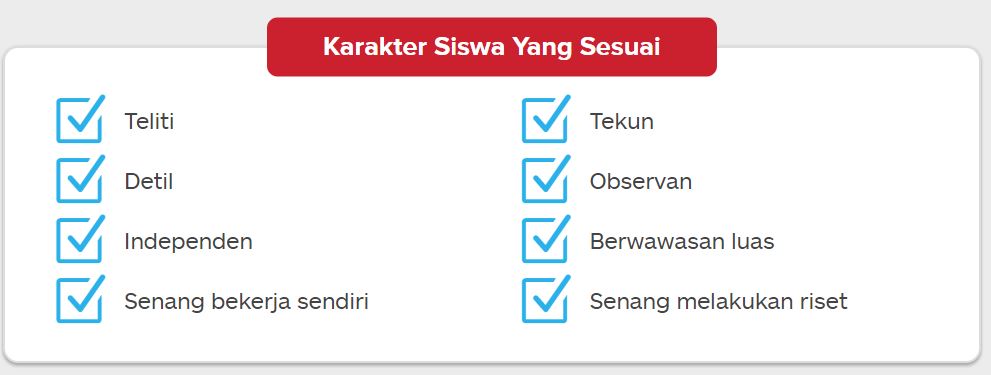 Karakter Siswa Yang Sesuai
Teliti
Detil
Independen
Senang bekerja sendiri
Tekun
Observan
Berwawasan luas
Senang melakukan riset